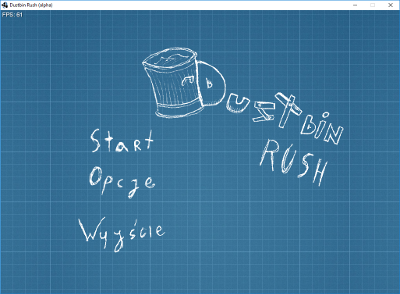 Dustbin Rush (alpha)
FPS: 61
DUSTbiN
RUSH
Start
Opcje
Wyjście